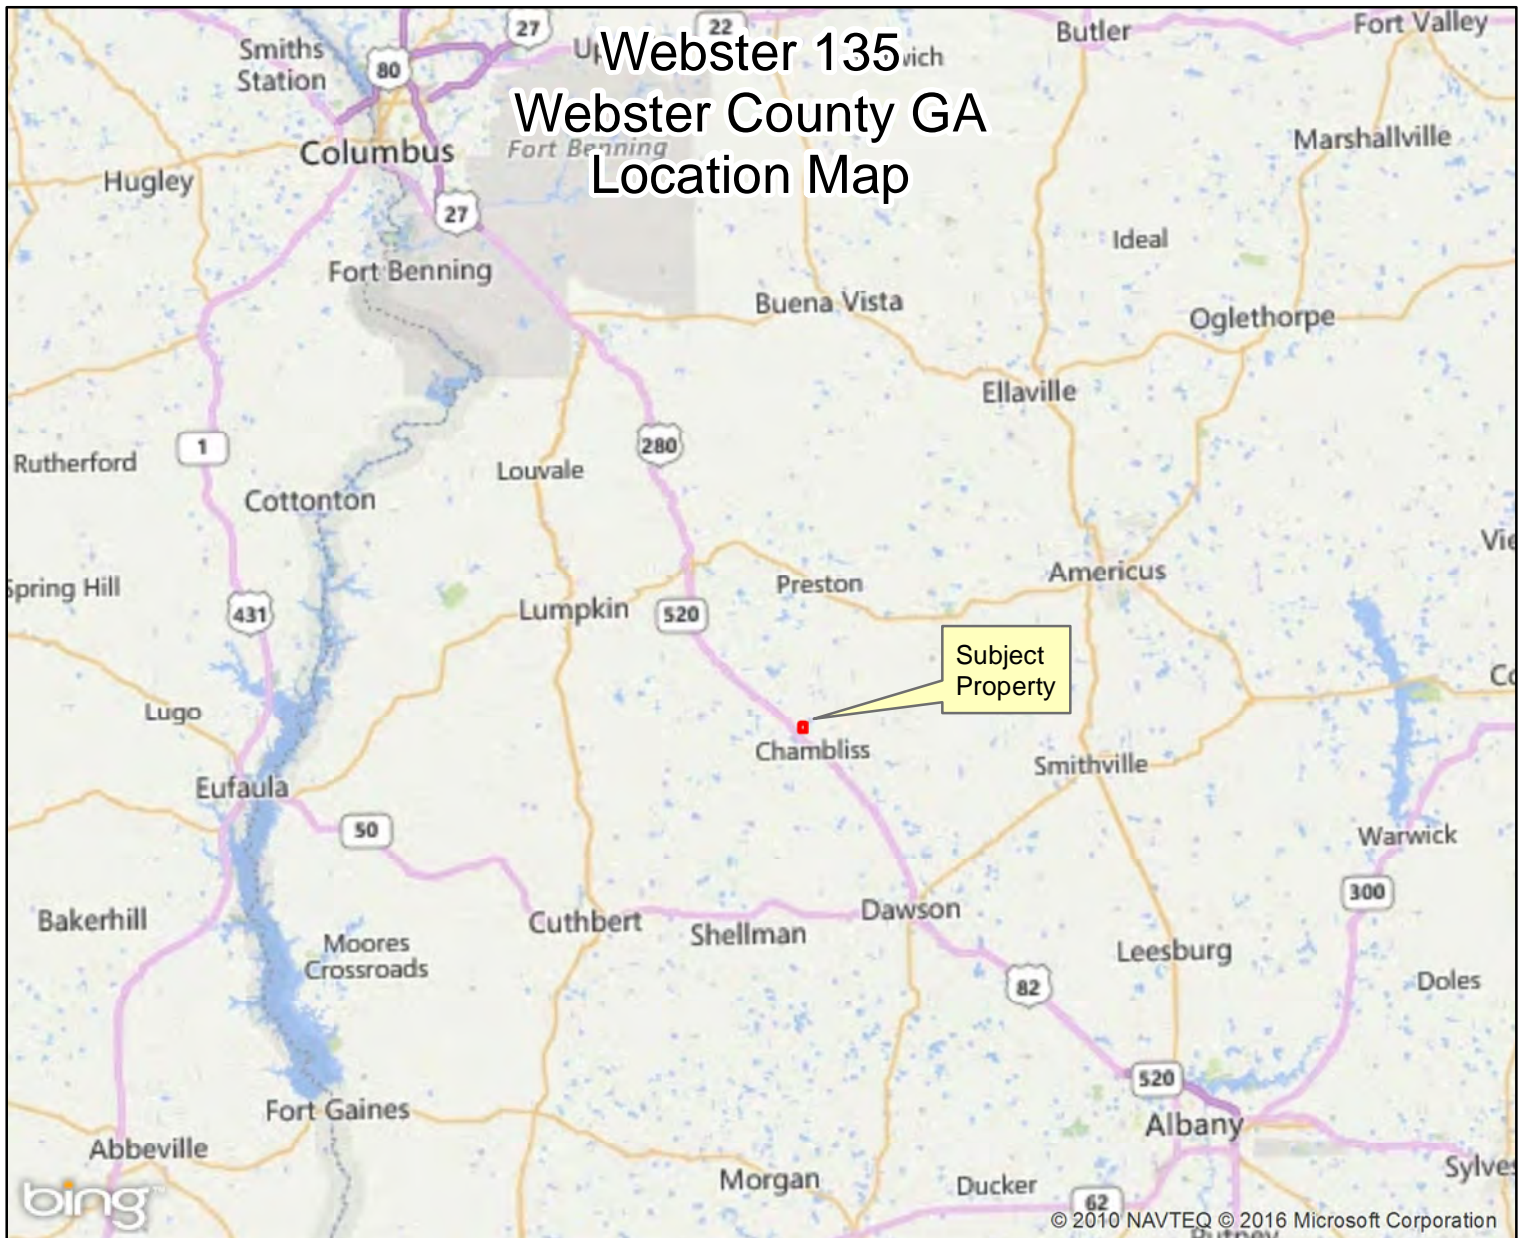 27
22
Webster 135
Butler
Fort Valley
Smiths
Station
80
Webster County GA
Columbus
Fort Benning
Marshallville
Hugley
Location Map
27
Ideal
Fort Benning
Buena Vista
Oglethorpe
Ellaville
1
280
Rutherford
Louvale
Cottonton
Spring Hill
Preston
Americus
431
Lumpkin
520
Subject
Property
Lugo
Chambliss
Smithville
Eufaula
50
Warwick
300
Bakerhill
Cuthbert
Dawson
Shellman
Moores
Crossroads
Leesburg
82
Doles
520
Fort Gaines
Albany
Abbeville
Morgan
Ducker
Sylves
bing™
62
© 2010 NAVTEQ © 2016 Microsoft Corporation